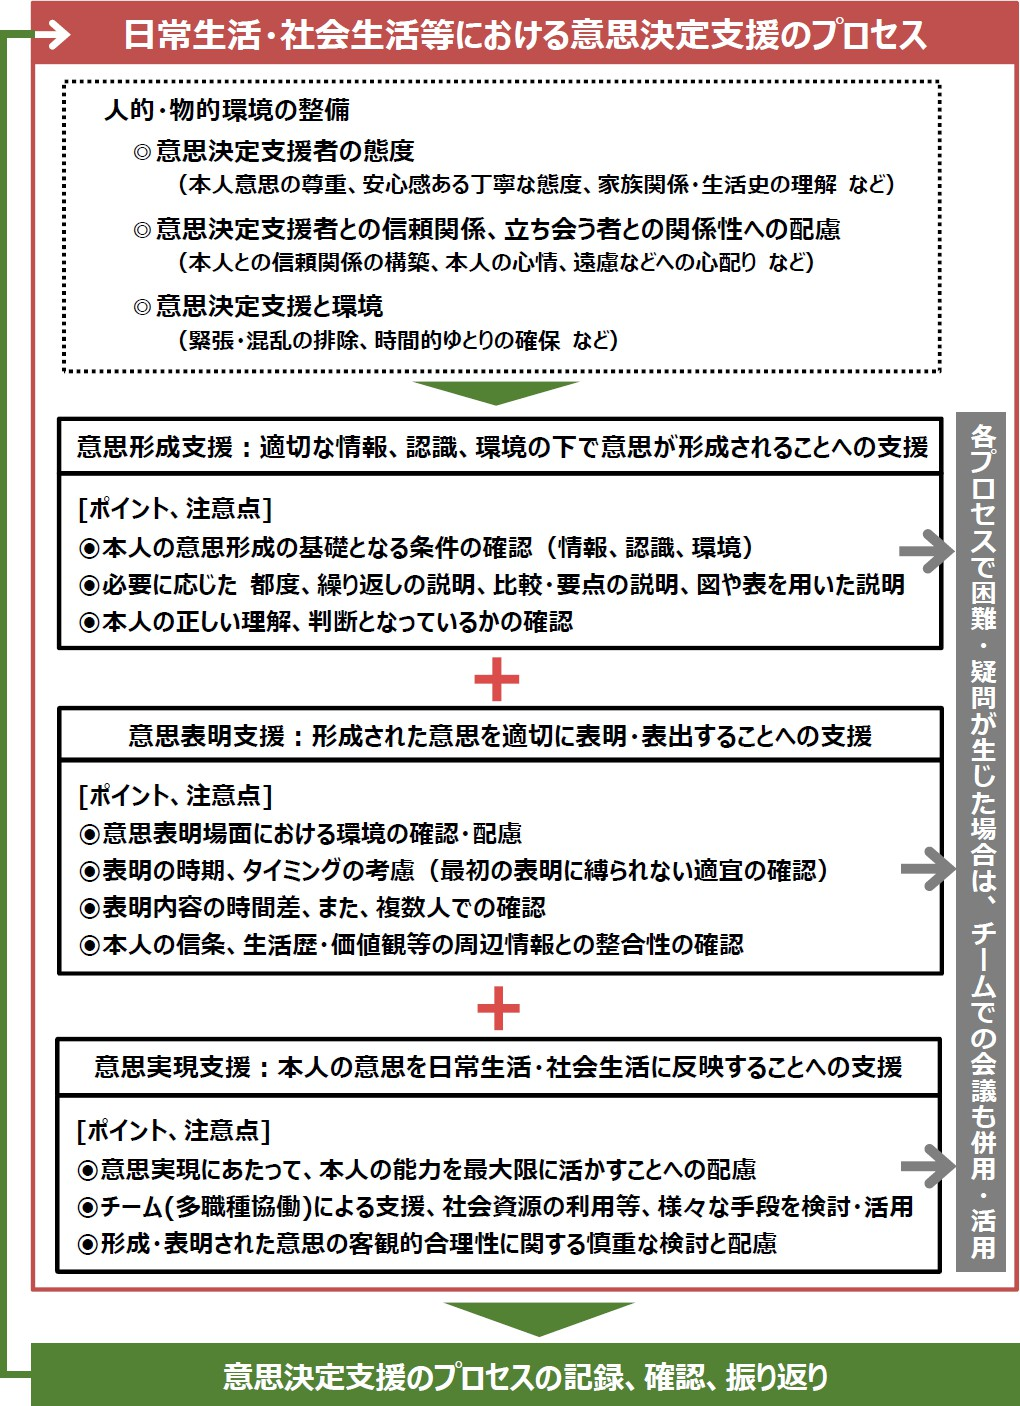 日常生活・社会生活等における意思決定支援のプロセス
人的・物的環境の整備
◎意思決定支援者の態度
（本人意思の尊重、安心感ある丁寧な態度、家族関係・生活史の理解 など）
◎意思決定支援者との信頼関係、立ち会う者との関係性への配慮
（本人との信頼関係の構築、本人の心情、遠慮などへの心配り など）
◎意思決定支援と環境
（緊張・混乱の排除、時間的ゆとりの確保 など）
意思形成支援：適切な情報、認識、環境の下で意思が形成されることへの支援
[ポイント、注意点]
◉本人の意思形成の基礎となる条件の確認（情報、認識、環境）
◉必要に応じた 都度、繰り返しの説明、比較・要点の説明、図や表を用いた説明
◉本人の正しい理解、判断となっているかの確認
＋
意思表明支援：形成された意思を適切に表明・表出することへの支援
[ポイント、注意点]
◉意思表明場面における環境の確認・配慮
◉表明の時期、タイミングの考慮（最初の表明に縛られない適宜の確認）
◉表明内容の時間差、また、複数人での確認
◉本人の信条、生活歴・価値観等の周辺情報との整合性の確認
＋
意思実現支援：本人の意思を日常生活・社会生活に反映することへの支援
[ポイント、注意点]
◉意思実現にあたって、本人の能力を最大限に活かすことへの配慮
◉チーム(多職種協働)による支援、社会資源の利用等、様々な手段を検討・活用
◉形成・表明された意思の客観的合理性に関する慎重な検討と配慮
各プロセスで困難・疑問が生じた場合は、チームでの会議も併用・活用
意思決定支援のプロセスの記録、確認、振り返り